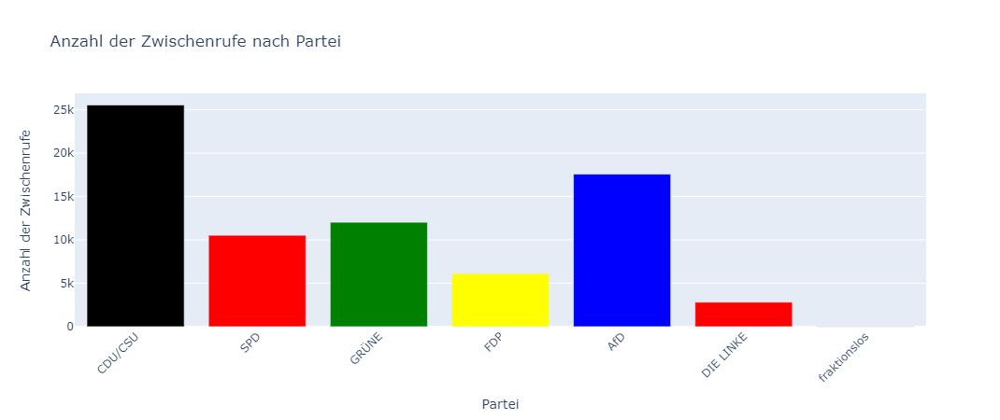 Anzahl der Zwischenrufe nach Partei
Anzahl der Zwischenrufe
25k
20k
15k
10k
5k
0
CDU/CSU
SPD
GRÜNE
FDP
AfD
DIE LINKE
fraktionslos
Partei